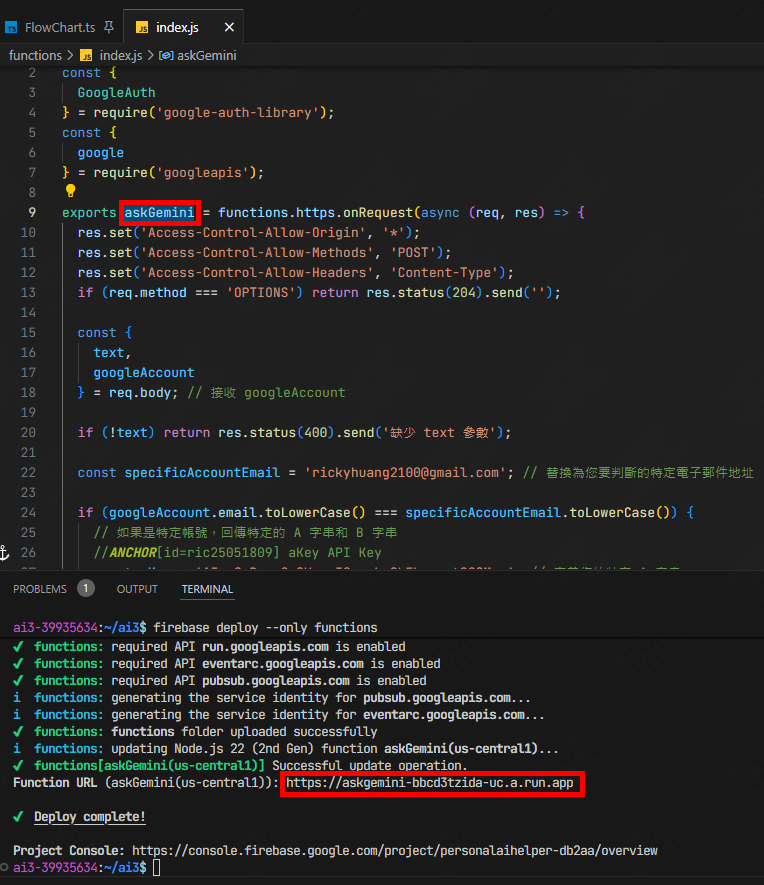 TS FlowChart.ts JS index.js ×
functions > JS index.js > askGemini
2 const {
3 GoogleAuth
4 } = require('google-auth-library');
5 const {
6 google
7 } = require('googleapis');
8
9 exports askGemini = functions.https.onRequest(async (req, res) => {
10 res.set('Access-Control-Allow-Origin', '*');
11 res.set('Access-Control-Allow-Methods', 'POST');
12 res.set('Access-Control-Allow-Headers', 'Content-Type');
13 if (req.method === 'OPTIONS') return res.status(204).send('');
14
15 const {
16 text,
17 googleAccount
18 } = req.body; // 接收 googleAccount
19
20 if (!text) return res.status(400).send('缺少 text 參數');
21
22 const specificAccountEmail = 'rickyhuang2100@gmail.com'; // 替換為您要判斷的特定電子郵件地址
23
24 if (googleAccount.email.toLowerCase() === specificAccountEmail.toLowerCase()) {
25 // 如果是特定帳號，回傳特定的 A 字串和 B 字串
26 //ANCHOR[id=ric25051809] aKey API Key
PROBLEMS 1 OUTPUT TERMINAL
ai3-39935634:~/ai3$ firebase deploy --only functions
✔ functions: required API run.googleapis.com is enabled
✔ functions: required API eventarc.googleapis.com is enabled
✔ functions: required API pubsub.googleapis.com is enabled
i functions: generating the service identity for pubsub.googleapis.com...
i functions: generating the service identity for eventarc.googleapis.com...
✔ functions: functions folder uploaded successfully
i functions: updating Node.js 22 (2nd Gen) function askGemini(us-central1)...
✔ functions[askGemini(us-central1)] Successful update operation.
Function URL (askGemini(us-central1)): https://askgemini-bbcd3tzida-uc.a.run.app
✔ Deploy complete!
Project Console: https://console.firebase.google.com/project/personalaihelper-db2aa/overview
ai3-39935634:~/ai3$